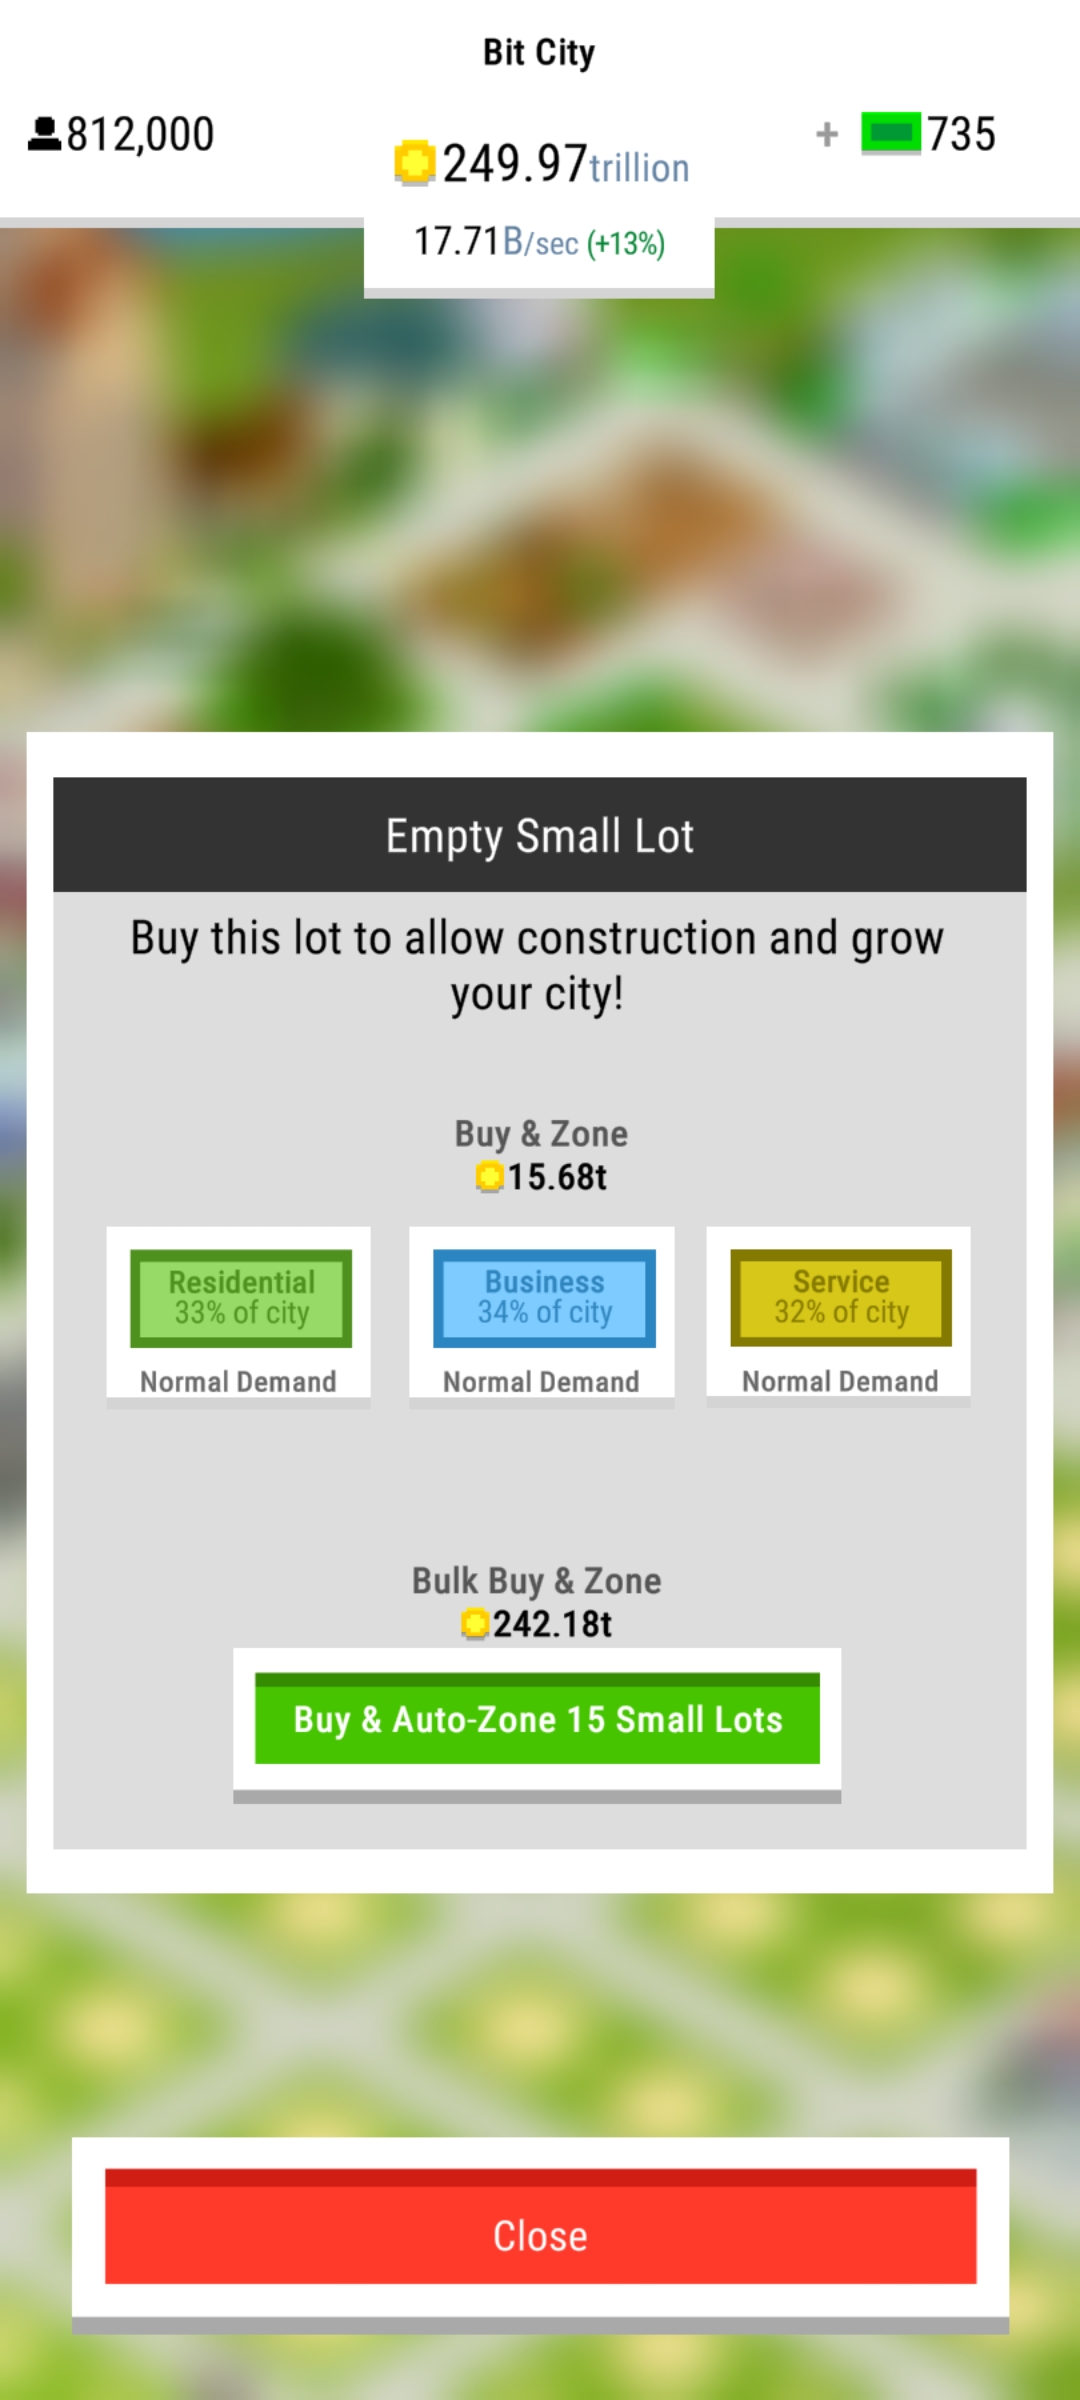 Bit City
812,000
249.97trillion
+ 735
17.71B/sec (+13%)
Empty Small Lot
Buy this lot to allow construction and grow
your city!
Buy & Zone
15.68t
Residential
33% of city
Normal Demand
Business
34% of city
Normal Demand
Service
32% of city
Normal Demand
Bulk Buy & Zone
242.18t
Buy & Auto-Zone 15 Small Lots
Close